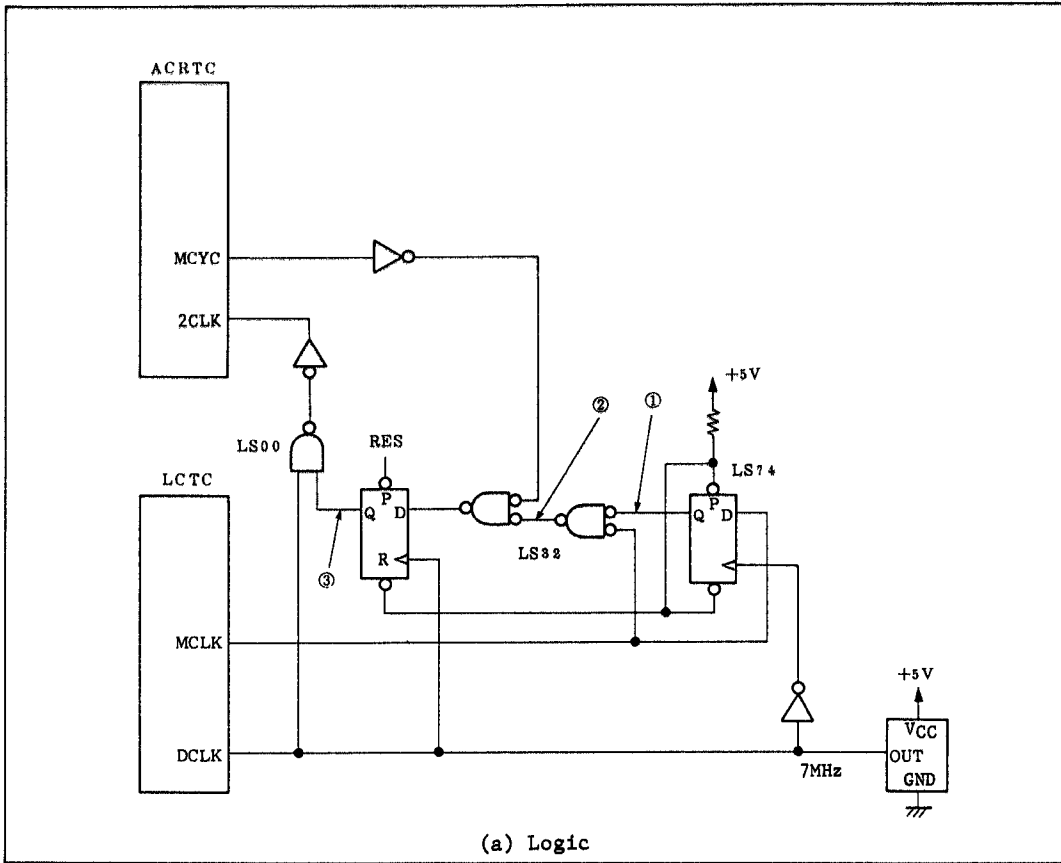 ACRTC
MCYC
2CLK
②
①
+5V
LS00
RES
LS74
LCTC
P
Q
D
P
Q
D
LS32
R
③
MCLK
+5V
VCC
DCLK
OUT
7MHz
GND
(a) Logic